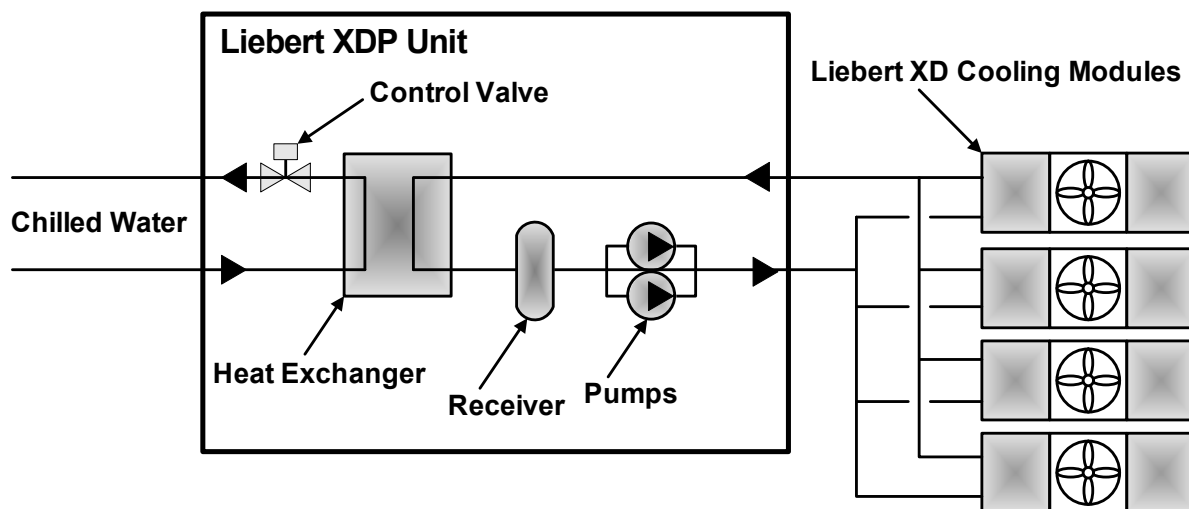 Liebert XDP Unit
Liebert XD Cooling Modules
Control Valve
Chilled Water
Heat Exchanger
Receiver
Pumps